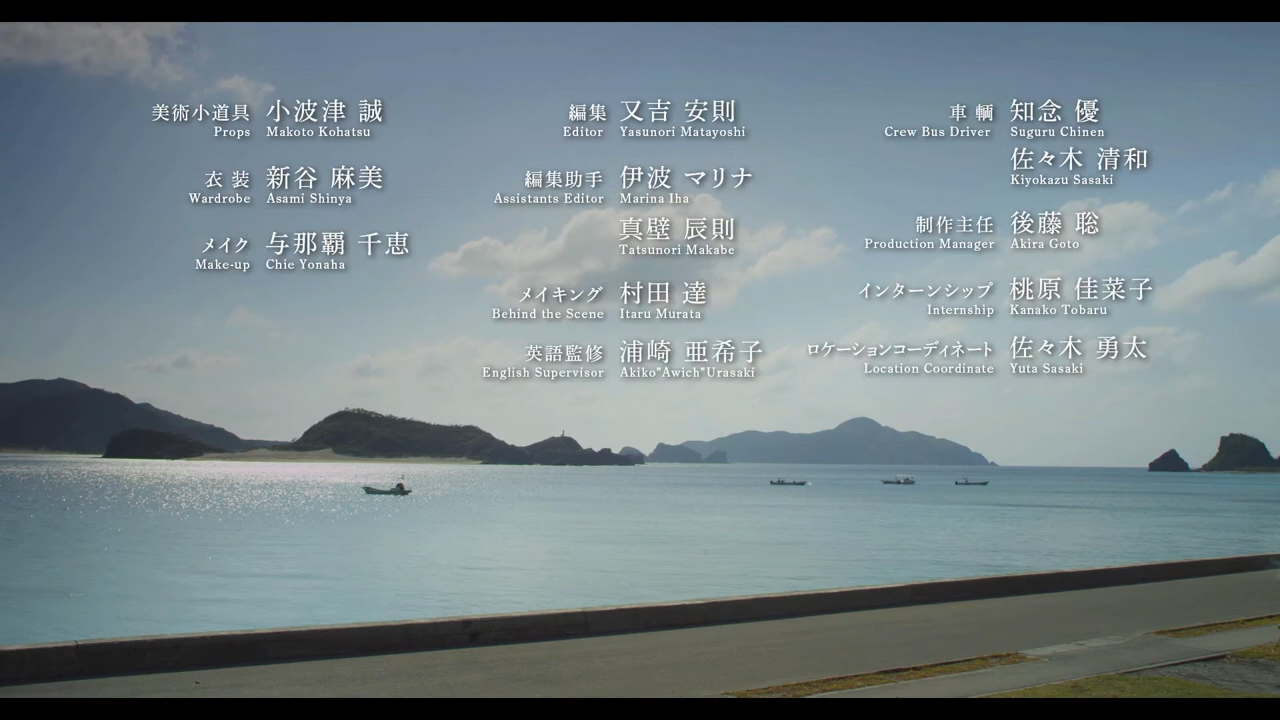 美術小道具 小波津 誠
Props Makoto Kohatsu
衣 装 新谷 麻美
Wardrobe Asami Shinya
メイク 与那覇 千恵
Make-up Chie Yonaha
編集 又吉 安則
Editor Yasunori Matayoshi
編集助手 伊波 マリナ
Assistants Editor Marina Iha
真壁 辰則
Tatsunori Makabe
メイキング 村田 達
Behind the Scene Itaru Murata
英語監修 浦崎 亜希子
English Supervisor Akiko"Awich"Urasaki
車 輌 知念 優
Crew Bus Driver Suguru Chinen
佐々木 清和
Kiyokazu Sasaki
制作主任 後藤 聡
Production Manager Akira Goto
インターンシップ 桃原 佳菜子
Internship Kanako Tobaru
ロケーションコーディネート 佐々木 勇太
Location Coordinate Yuta Sasaki